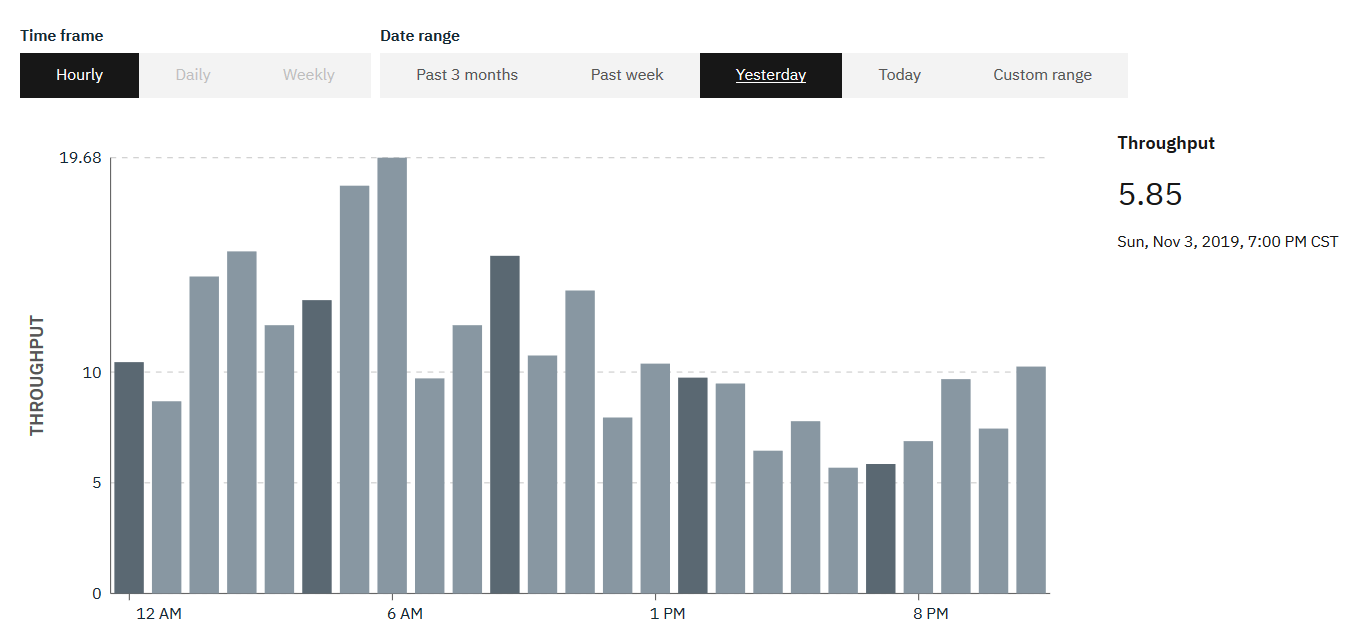 Time frame
Date range
Hourly
Daily
Weekly
Past 3 months
Past week
Yesterday
Today
Custom range
Throughput
5.85
Sun, Nov 3, 2019, 7:00 PM CST
THROUGHPUT
19.68
10
5
0
12 AM
6 AM
1 PM
8 PM